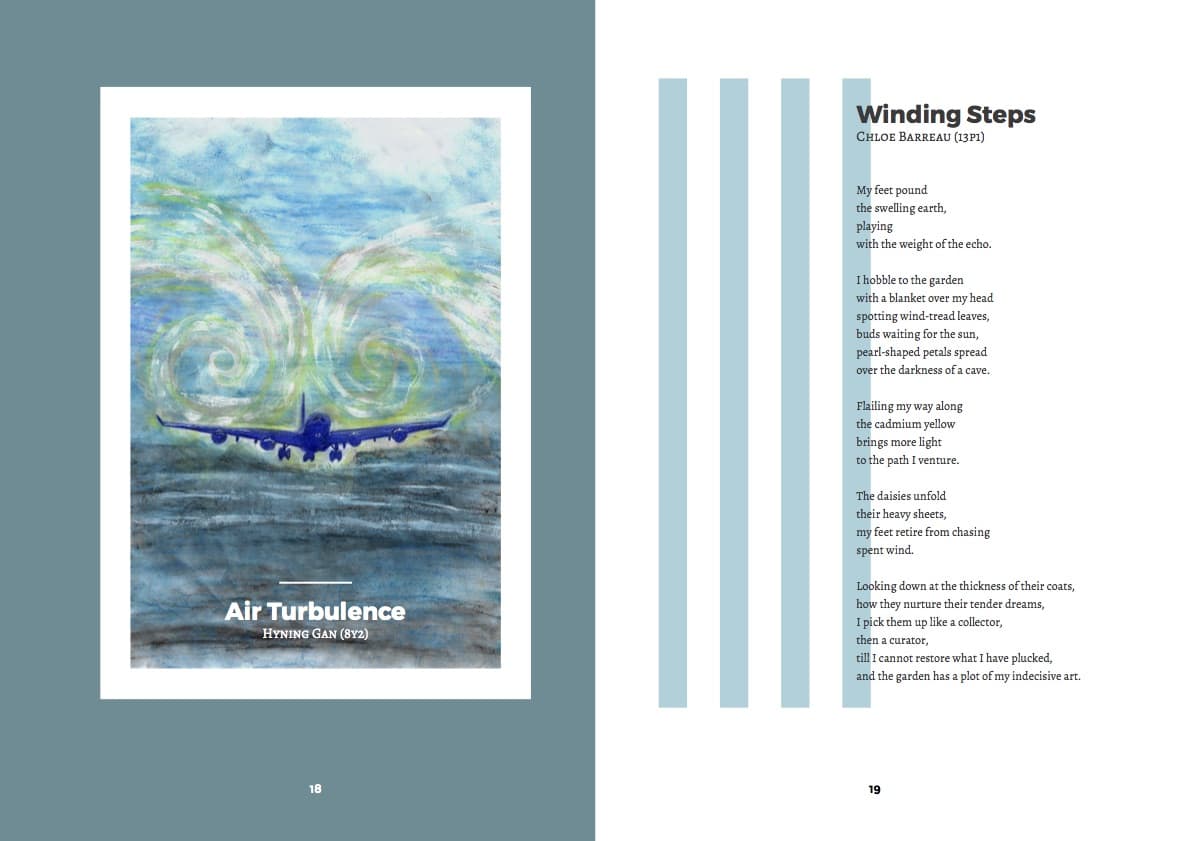 Air Turbulence
Hyning Gan (8Y2)
18
Winding Steps
Chloe Barreau (13P1)
My feet pound
the swelling earth,
playing
with the weight of the echo.
I hobble to the garden
with a blanket over my head
spotting wind-tread leaves,
buds waiting for the sun,
pearl-shaped petals spread
over the darkness of a cave.
Flailing my way along
the cadmium yellow
brings more light
to the path I venture.
The daisies unfold
their heavy sheets,
my feet retire from chasing
spent wind.
Looking down at the thickness of their coats,
how they nurture their tender dreams,
I pick them up like a collector,
then a curator,
till I cannot restore what I have plucked,
and the garden has a plot of my indecisive art.
19